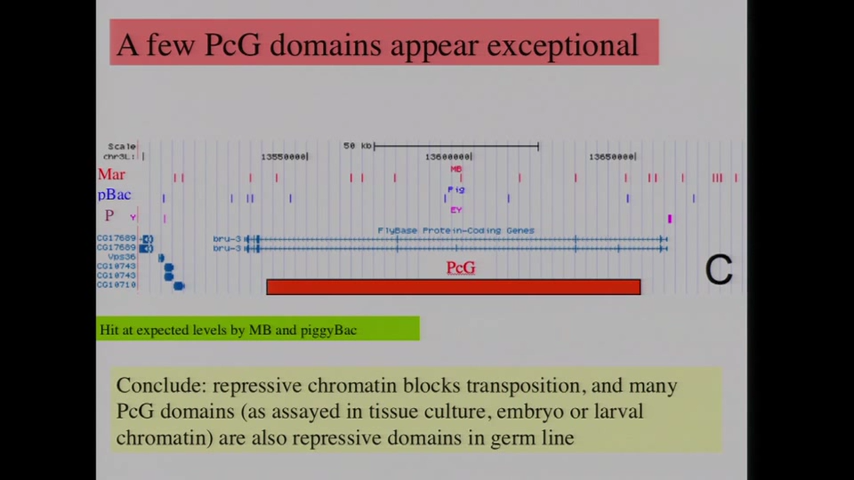 A few PcG domains appear exceptional
Scale
50 kb
chr3L:
13550000
13600000
13650000
Mar
MB
pBac
Pig
P
EY
FlyBase Protein-Coding Genes
CG17689
bru-3
CG17689
bru-3
Vps36
CG10743
CG10743
CG10710
PcG
C
Hit at expected levels by MB and piggyBac
Conclude: repressive chromatin blocks transposition, and many
PcG domains (as assayed in tissue culture, embryo or larval
chromatin) are also repressive domains in germ line